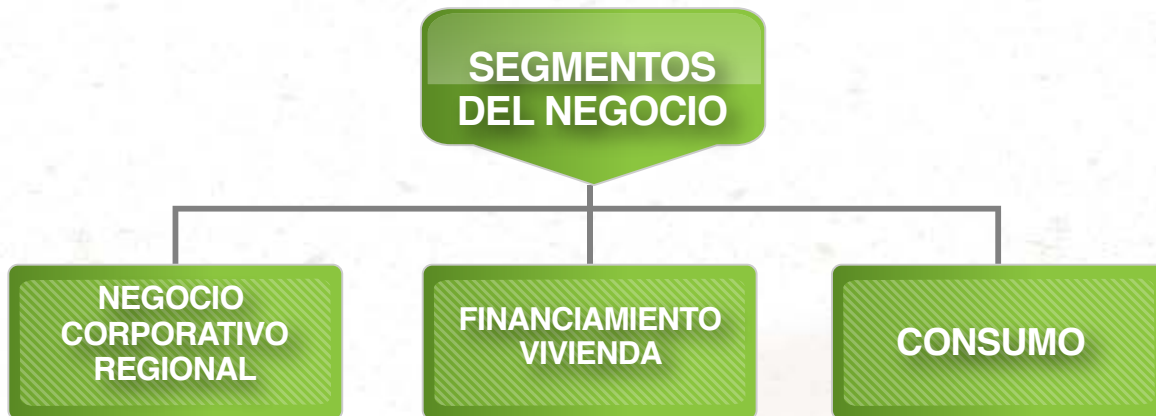 SEGMENTOS
DEL NEGOCIO
NEGOCIO
CORPORATIVO
REGIONAL
FINANCIAMIENTO
VIVIENDA
CONSUMO